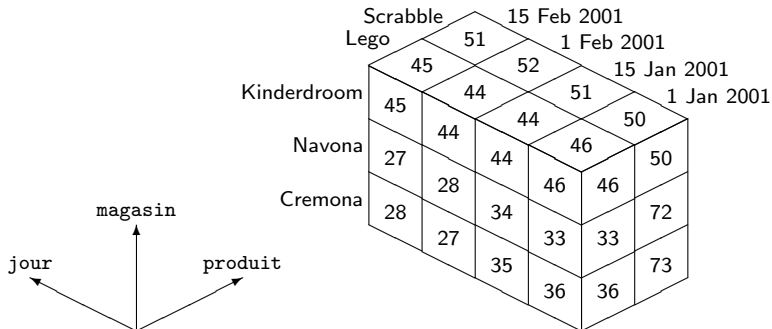 Scrabble 15 Feb 2001
Lego 51 1 Feb 2001
45 52 15 Jan 2001
Kinderdroom 44 51 1 Jan 2001
45 44 50
44 46 50
Navona 27 44 46 46
28 72
magasin Cremona 28 34 33 33
27 73
jour produit 35 36 36